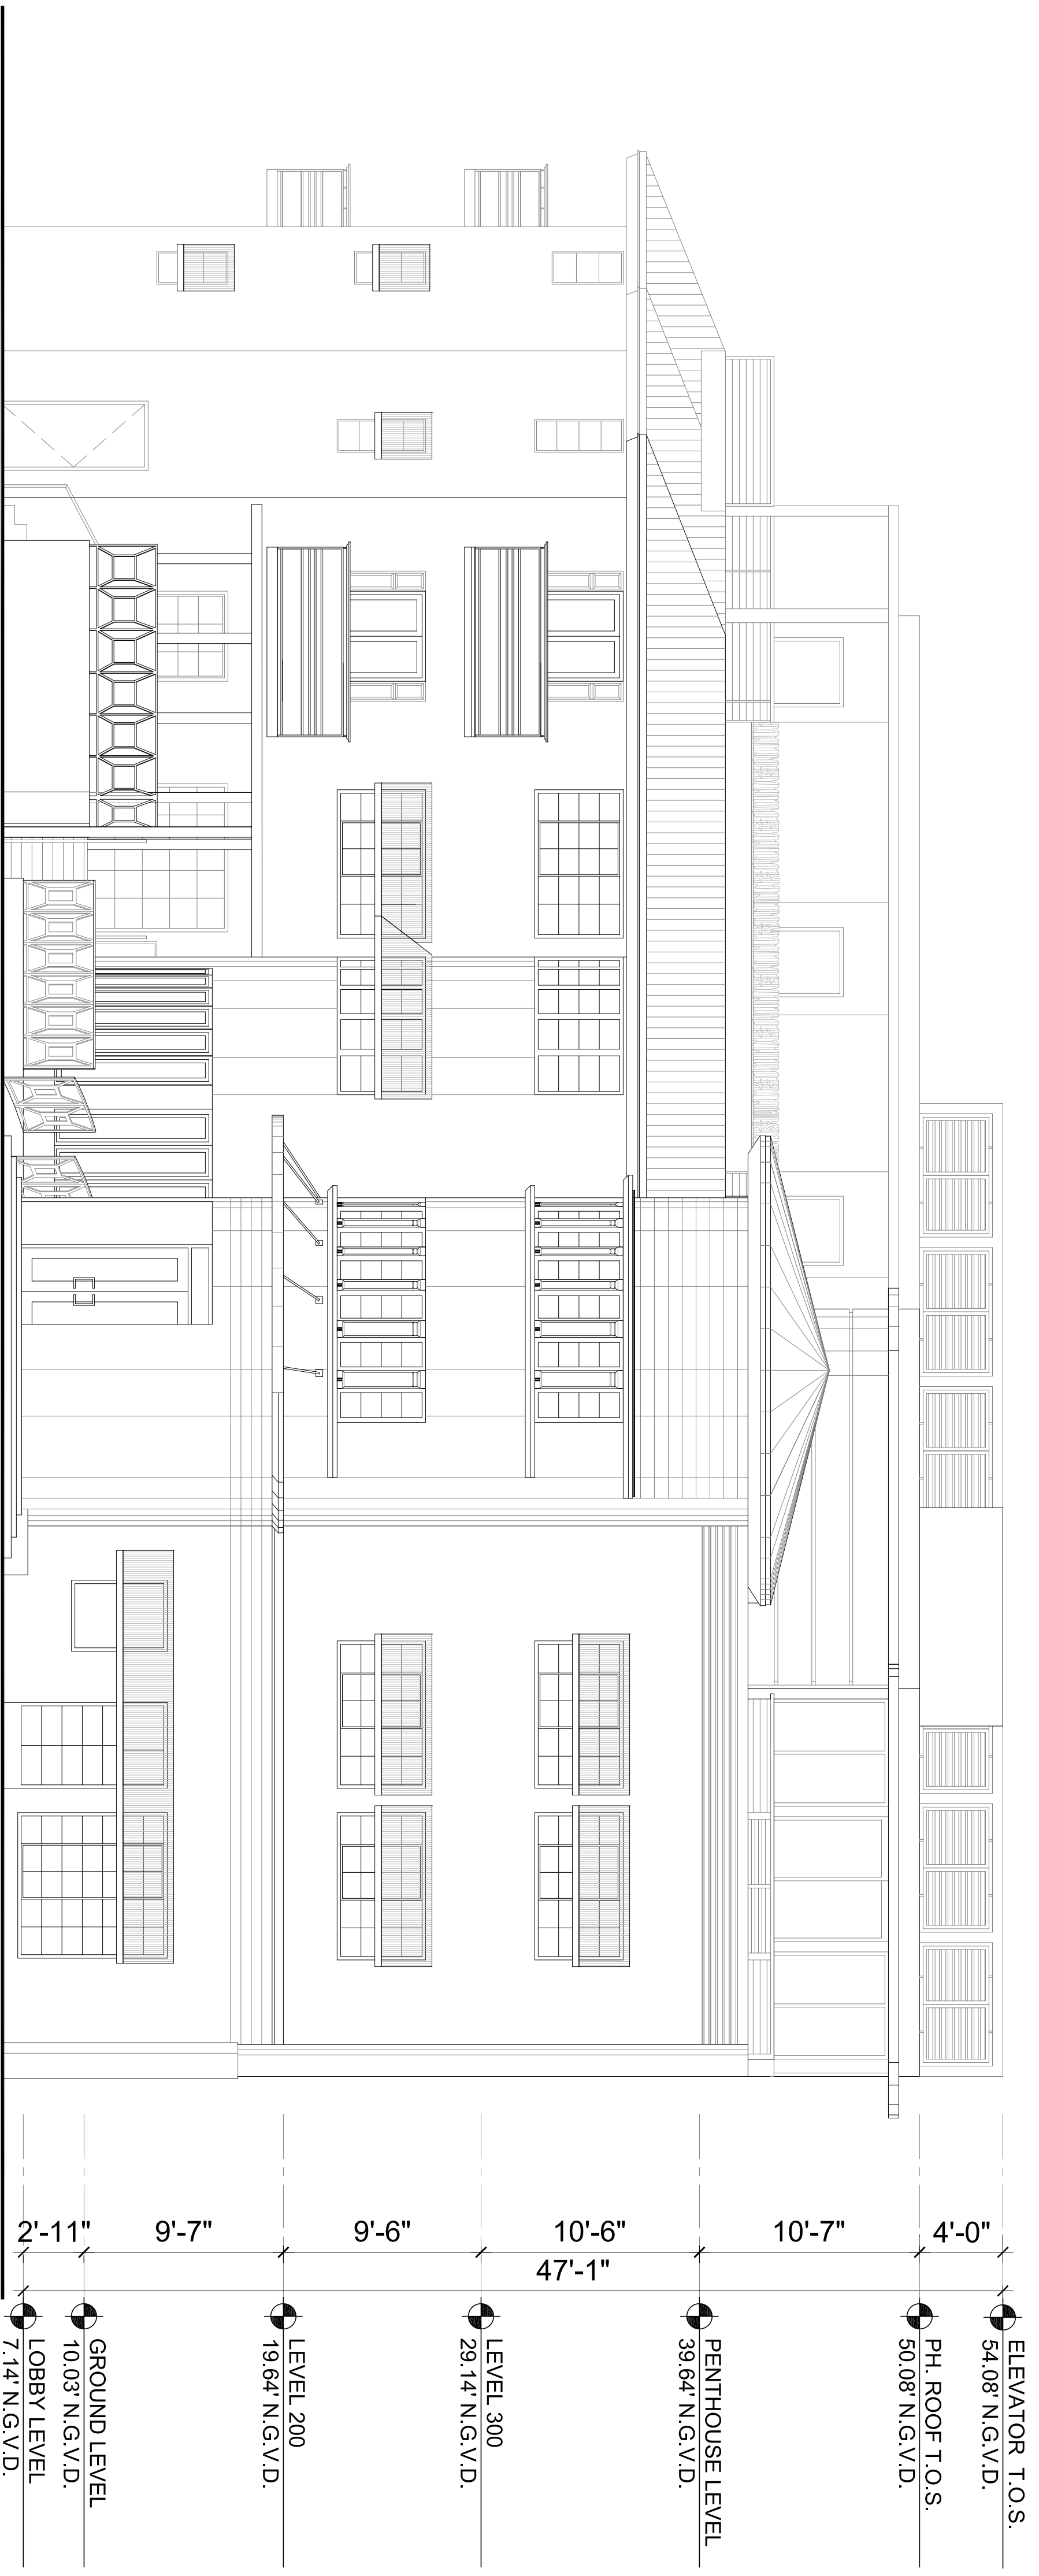 ELEVATOR T.O.S.
54.08' N.G.V.D.
PH. ROOF T.O.S.
50.08' N.G.V.D.
PENTHOUSE LEVEL
39.64' N.G.V.D.
LEVEL 300
29.14' N.G.V.D.
LEVEL 200
19.64' N.G.V.D.
GROUND LEVEL
10.03' N.G.V.D.
LOBBY LEVEL
7.14' N.G.V.D.
4'-0"
10'-7"
10'-6"
9'-6"
9'-7"
2'-11"
47'-1"